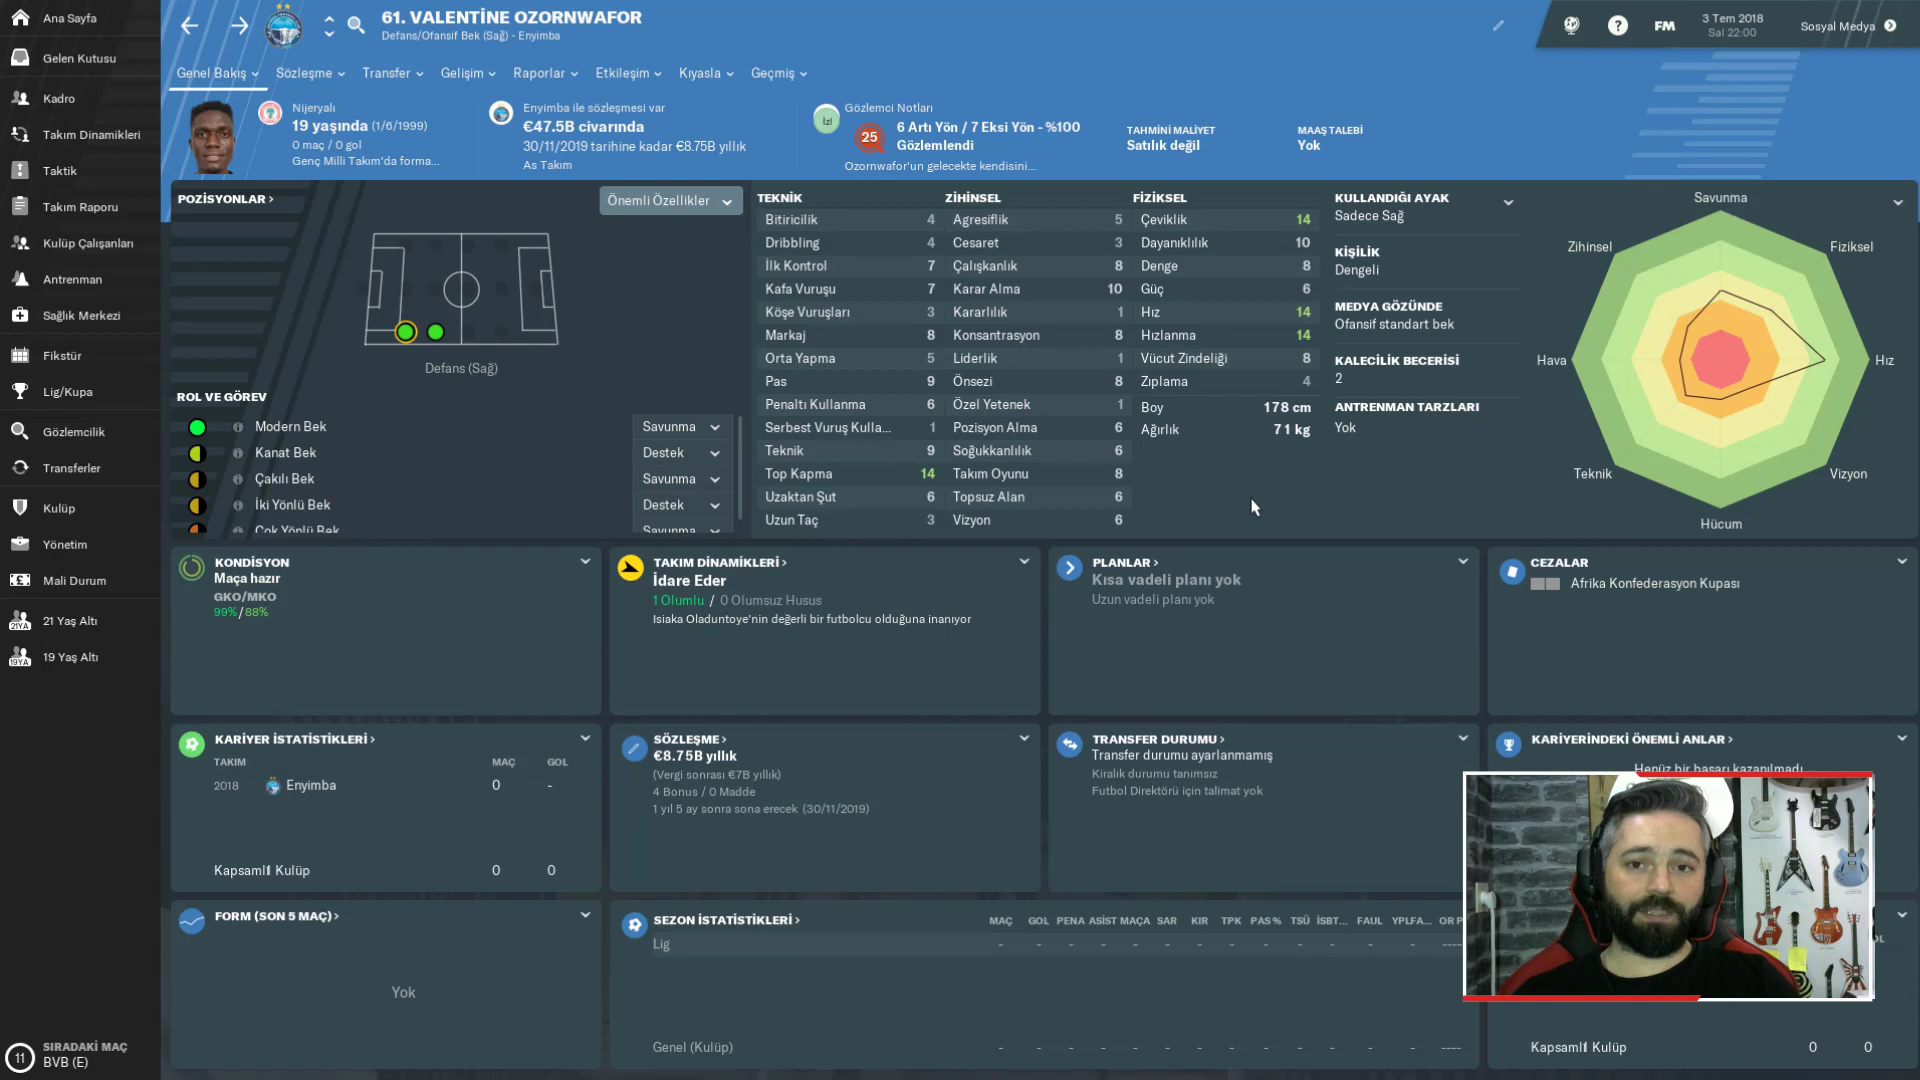 Ana Sayfa
Gelen Kutusu
Kadro
Takım Dinamikleri
Taktik
Takım Raporu
Kulüp Çalışanları
Antrenman
Sağlık Merkezi
Fikstür
Lig/Kupa
Gözlemcilik
Transferler
Kulüp
Yönetim
Mali Durum
21YA 21 Yaş Altı
19YA 19 Yaş Altı
11 SIRADAKİ MAÇ
BVB (E)
61. VALENTİNE OZORNWAFOR
Defans/Ofansif Bek (Sağ) - Enyimba
FM
3 Tem 2018
Sal 22:00
Sosyal Medya
Genel Bakış Sözleşme Transfer Gelişim Raporlar Etkileşim Kıyasla Geçmiş
Nijeryalı
19 yaşında (1/6/1999)
0 maç / 0 gol
Genç Milli Takım'da forma...
Enyimba ile sözleşmesi var
€47.5B civarında
30/11/2019 tarihine kadar €8.75B yıllık
As Takım
İzl
Gözlemci Notları
25
6 Artı Yön / 7 Eksi Yön - %100
Gözlemlendi
Ozornwafor'un gelecekte kendisini...
TAHMİNİ MALİYET
Satılık değil
MAAŞ TALEBİ
Yok
POZİSYONLAR
Önemli Özellikler
Defans (Sağ)
ROL VE GÖREV
Modern Bek Savunma
Kanat Bek Destek
Çakılı Bek Savunma
İki Yönlü Bek Destek
Çok Yönlü Bek Savunma
TEKNİK
Bitiricilik 4
Dribbling 4
İlk Kontrol 7
Kafa Vuruşu 7
Köşe Vuruşları 3
Markaj 8
Orta Yapma 5
Pas 9
Penaltı Kullanma 6
Serbest Vuruş Kulla... 1
Teknik 9
Top Kapma 14
Uzaktan Şut 6
Uzun Taç 3
ZİHİNSEL
Agresiflik 5
Cesaret 3
Çalışkanlık 8
Karar Alma 10
Kararlılık 1
Konsantrasyon 8
Liderlik 1
Önsezi 8
Özel Yetenek 1
Pozisyon Alma 6
Soğukkanlılık 6
Takım Oyunu 8
Topsuz Alan 6
Vizyon 6
FİZİKSEL
Çeviklik 14
Dayanıklılık 10
Denge 8
Güç 6
Hız 14
Hızlanma 14
Vücut Zindeliği 8
Zıplama 4
Boy 178 cm
Ağırlık 71 kg
KULLANDIĞI AYAK
Sadece Sağ
KİŞİLİK
Dengeli
MEDYA GÖZÜNDE
Ofansif standart bek
KALECİLİK BECERİSİ
2
ANTRENMAN TARZLARI
Yok
Savunma
Zihinsel
Fiziksel
Hava
Hız
Teknik
Vizyon
Hücum
KONDİSYON
Maça hazır
GKO/MKO
99%/88%
TAKIM DİNAMİKLERİ
İdare Eder
1 Olumlu / 0 Olumsuz Husus
Isiaka Oladuntoye'nin değerli bir futbolcu olduğuna inanıyor
PLANLAR
Kısa vadeli planı yok
Uzun vadeli planı yok
CEZALAR
Afrika Konfederasyon Kupası
KARİYER İSTATİSTİKLERİ
TAKIM MAÇ GOL
2018 Enyimba 0 -
Kapsamlı Kulüp 0 0
SÖZLEŞME
€8.75B yıllık
(Vergi sonrası €7B yıllık)
4 Bonus / 0 Madde
1 yıl 5 ay sonra sona erecek (30/11/2019)
TRANSFER DURUMU
Transfer durumu ayarlanmamış
Kiralık durumu tanımsız
Futbol Direktörü için talimat yok
KARİYERİNDEKİ ÖNEMLİ ANLAR
Henüz bir başarı kazanılmadı
FORM (SON 5 MAÇ)
Yok
SEZON İSTATİSTİKLERİ
MAÇ GOL PENA ASİST MAÇA SAR KIR TPK PAS % TSÜ İSBT... FAUL YPLFA... OR P
Lig - - - - - - - - - - - - - ----
Genel (Kulüp) - - - - - - - - - - - - - ----
Kapsamlı Kulüp 0 0